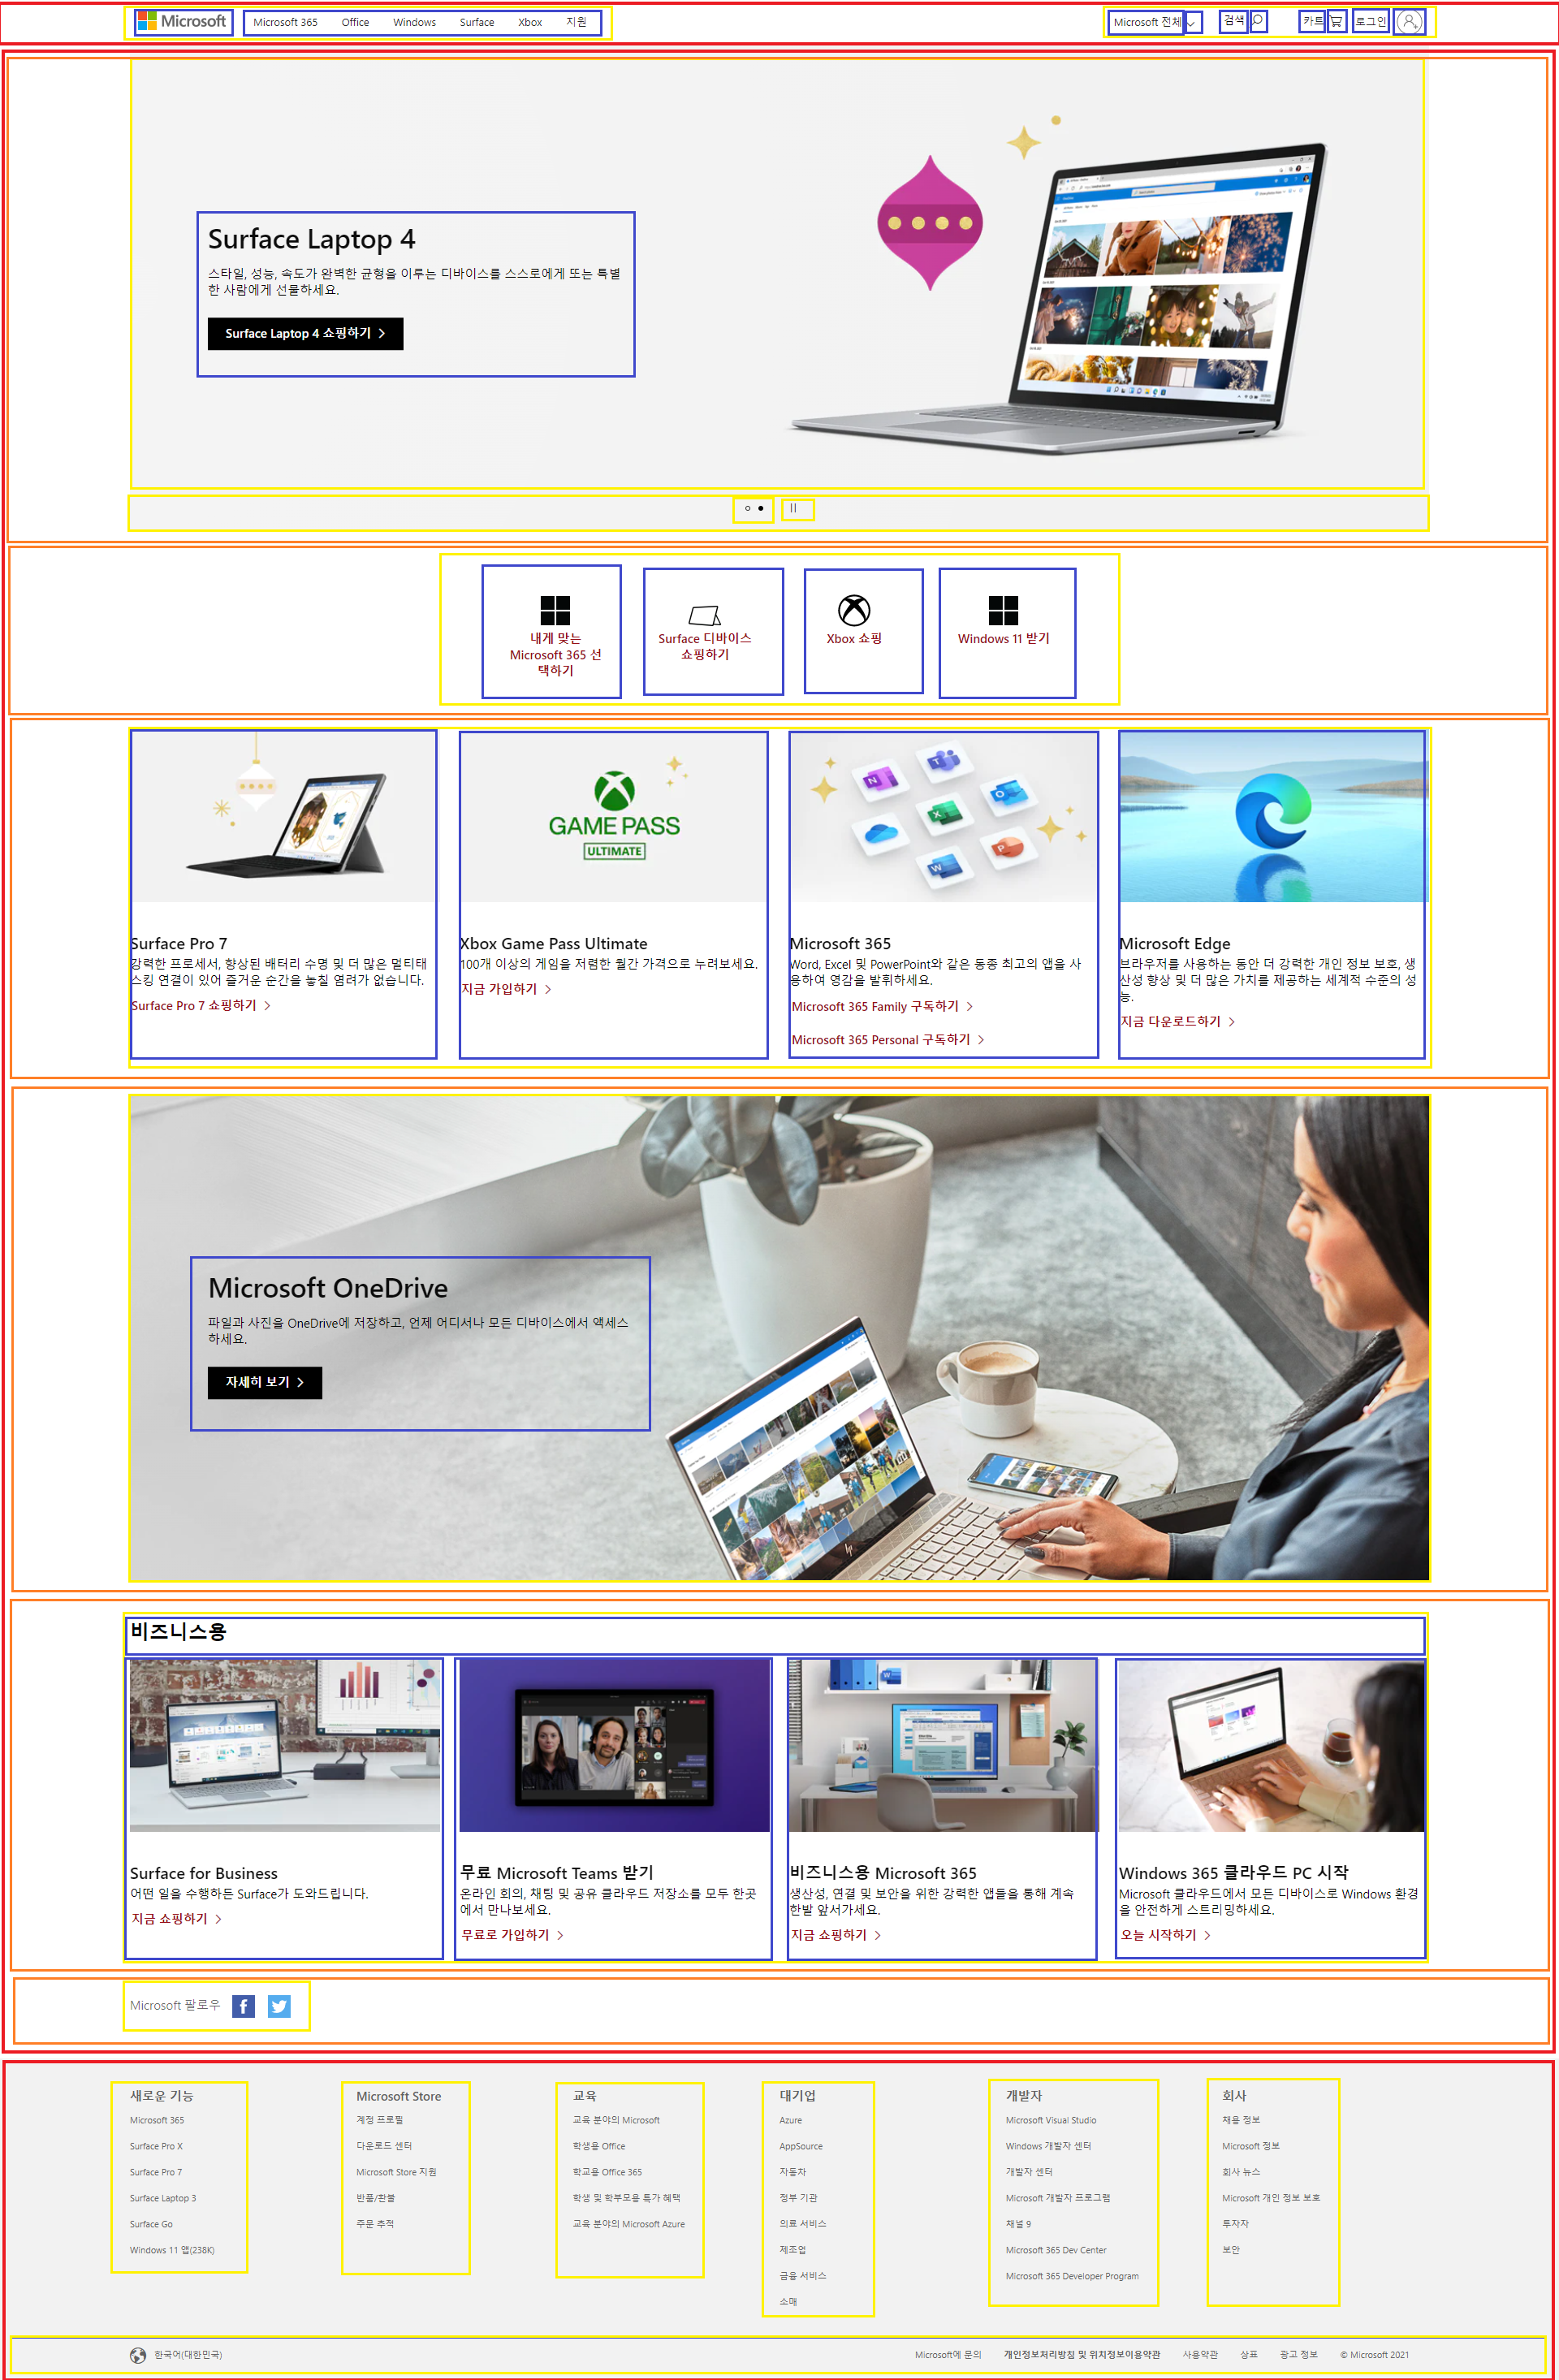 Microsoft
Microsoft 365 Office Windows Surface Xbox 지원
Microsoft 전체 검색 카트 로그인
Surface Laptop 4
스타일, 성능, 속도가 완벽한 균형을 이루는 디바이스를 스스로에게 또는 특별
한 사람에게 선물하세요.
Surface Laptop 4 쇼핑하기
내게 맞는
Microsoft 365 선
택하기
Surface 디바이스
쇼핑하기
Xbox 쇼핑
Windows 11 받기
GAME PASS
ULTIMATE
Surface Pro 7
강력한 프로세서, 향상된 배터리 수명 및 더 많은 멀티태
스킹 연결이 있어 즐거운 순간을 놓칠 염려가 없습니다.
Surface Pro 7 쇼핑하기
Xbox Game Pass Ultimate
100개 이상의 게임을 저렴한 월간 가격으로 누려보세요.
지금 가입하기
Microsoft 365
Word, Excel 및 PowerPoint와 같은 동종 최고의 앱을 사
용하여 영감을 발휘하세요.
Microsoft 365 Family 구독하기
Microsoft 365 Personal 구독하기
Microsoft Edge
브라우저를 사용하는 동안 더 강력한 개인 정보 보호, 생
산성 향상 및 더 많은 가치를 제공하는 세계적 수준의 성
능.
지금 다운로드하기
Microsoft OneDrive
파일과 사진을 OneDrive에 저장하고, 언제 어디서나 모든 디바이스에서 액세스
하세요.
자세히 보기
비즈니스용
Surface for Business
어떤 일을 수행하든 Surface가 도와드립니다.
지금 쇼핑하기
무료 Microsoft Teams 받기
온라인 회의, 채팅 및 공유 클라우드 저장소를 모두 한곳
에서 만나보세요.
무료로 가입하기
비즈니스용 Microsoft 365
생산성, 연결 및 보안을 위한 강력한 앱들을 통해 계속
한발 앞서가세요.
지금 쇼핑하기
Windows 365 클라우드 PC 시작
Microsoft 클라우드에서 모든 디바이스로 Windows 환경
을 안전하게 스트리밍하세요.
오늘 시작하기
Microsoft 팔로우
새로운 기능
Microsoft 365
Surface Pro X
Surface Pro 7
Surface Laptop 3
Surface Go
Windows 11 앱(238K)
Microsoft Store
계정 프로필
다운로드 센터
Microsoft Store 지원
반품/환불
주문 추적
교육
교육 분야의 Microsoft
학생용 Office
학교용 Office 365
학생 및 학부모용 특가 혜택
교육 분야의 Microsoft Azure
대기업
Azure
AppSource
자동차
정부 기관
의료 서비스
제조업
금융 서비스
소매
개발자
Microsoft Visual Studio
Windows 개발자 센터
개발자 센터
Microsoft 개발자 프로그램
채널 9
Microsoft 365 Dev Center
Microsoft 365 Developer Program
회사
채용 정보
Microsoft 정보
회사 뉴스
Microsoft 개인 정보 보호
투자자
보안
한국어(대한민국) Microsoft에 문의 개인정보처리방침 및 위치정보이용약관 사용약관 상표 광고 정보 © Microsoft 2021